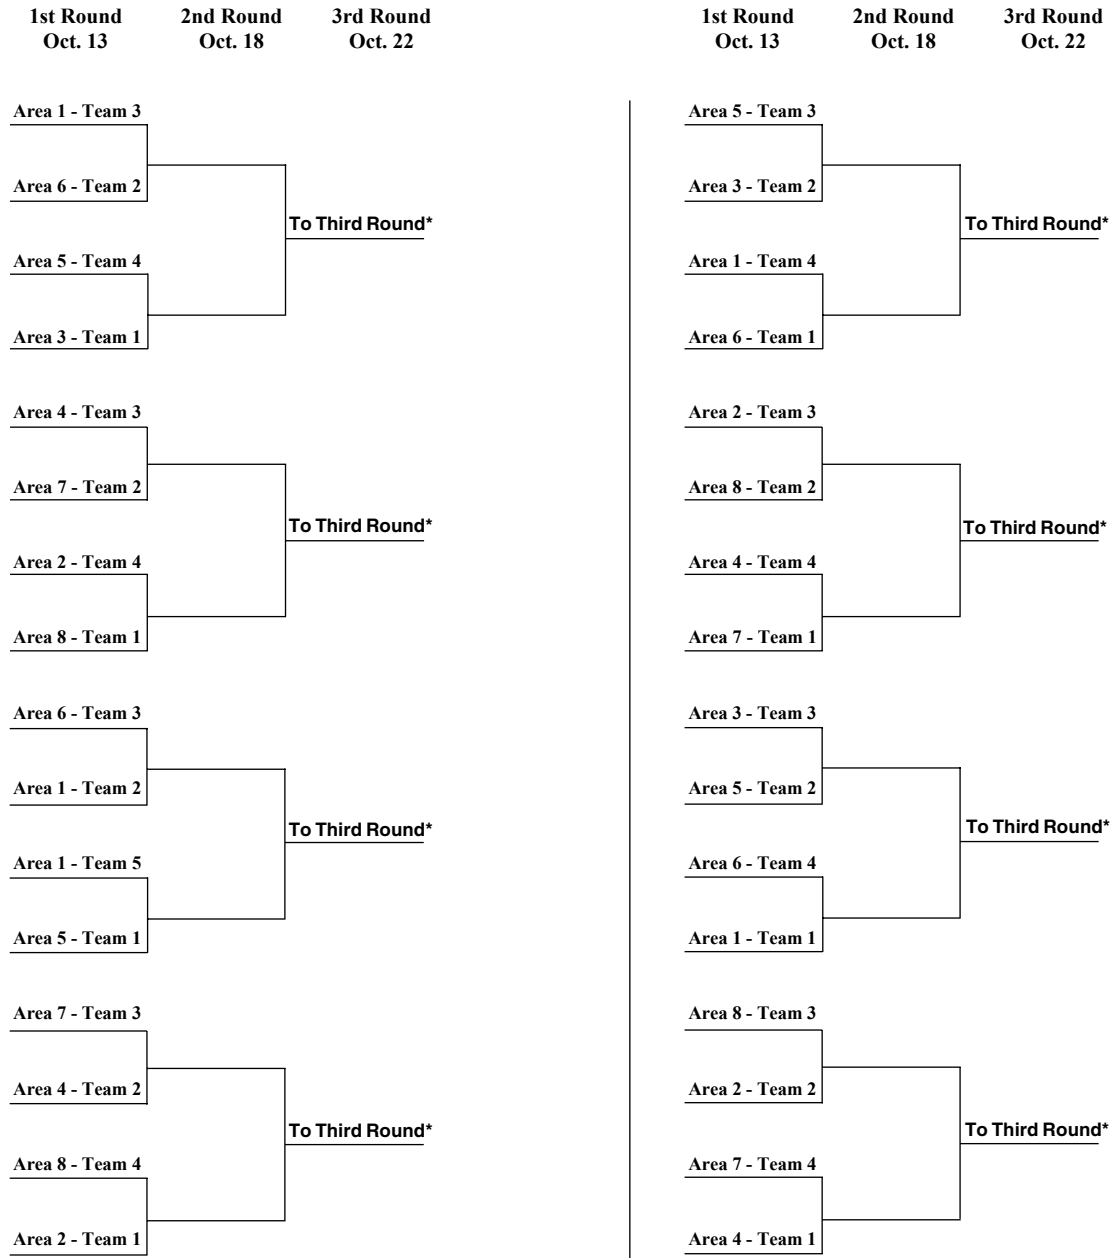 1st Round 2nd Round 3rd Round
Oct. 13 Oct. 18 Oct. 22
Area 1 - Team 3
Area 6 - Team 2
To Third Round*
Area 5 - Team 4
Area 3 - Team 1
Area 4 - Team 3
Area 7 - Team 2
To Third Round*
Area 2 - Team 4
Area 8 - Team 1
Area 6 - Team 3
Area 1 - Team 2
To Third Round*
Area 1 - Team 5
Area 5 - Team 1
Area 7 - Team 3
Area 4 - Team 2
To Third Round*
Area 8 - Team 4
Area 2 - Team 1
1st Round 2nd Round 3rd Round
Oct. 13 Oct. 18 Oct. 22
Area 5 - Team 3
Area 3 - Team 2
To Third Round*
Area 1 - Team 4
Area 6 - Team 1
Area 2 - Team 3
Area 8 - Team 2
To Third Round*
Area 4 - Team 4
Area 7 - Team 1
Area 3 - Team 3
Area 5 - Team 2
To Third Round*
Area 6 - Team 4
Area 1 - Team 1
Area 8 - Team 3
Area 2 - Team 2
To Third Round*
Area 7 - Team 4
Area 4 - Team 1